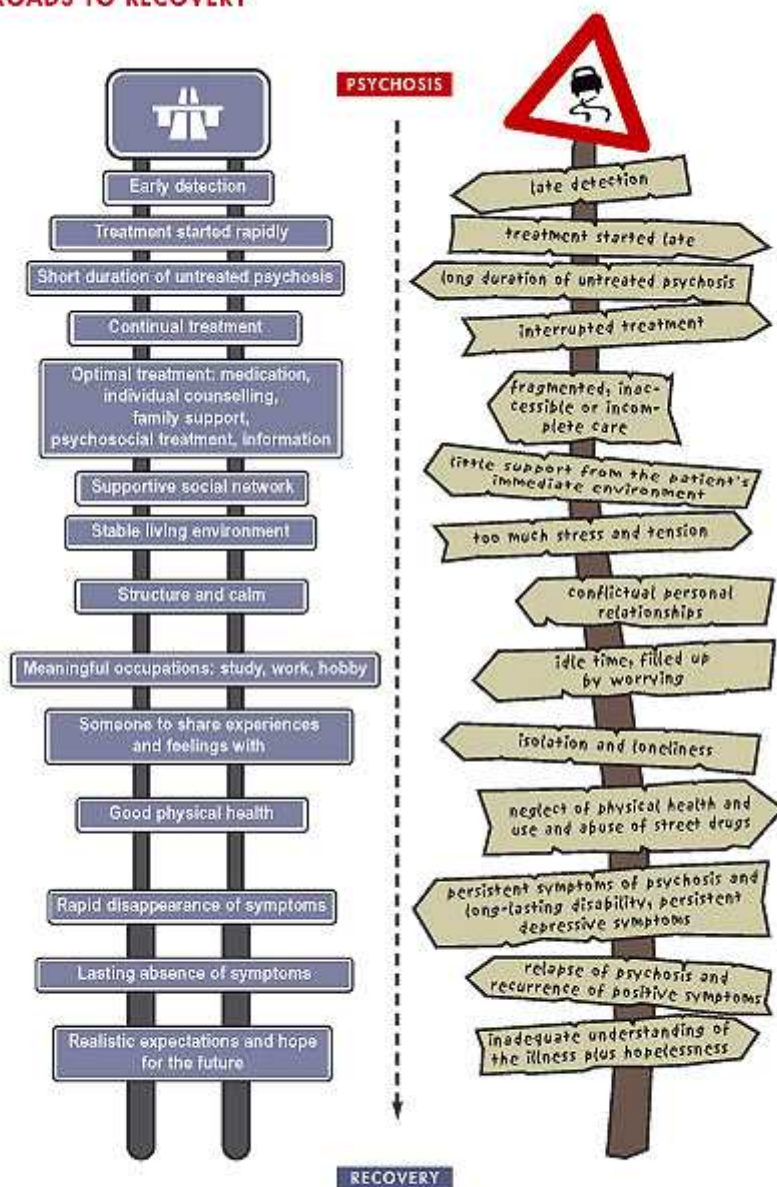 ROADS TO RECOVERY
PSYCHOSIS
Early detection
Treatment started rapidly
Short duration of untreated psychosis
Continual treatment
Optimal treatment: medication,
individual counselling,
family support,
psychosocial treatment, information
Supportive social network
Stable living environment
Structure and calm
Meaningful occupations: study, work, hobby
Someone to share experiences
and feelings with
Good physical health
Rapid disappearance of symptoms
Lasting absence of symptoms
Realistic expectations and hope
for the future
late detection
treatment started late
long duration of untreated psychosis
interrupted treatment
fragmented, inac-
cessible or incom-
plete care
little support from the patient's
immediate environment
too much stress and tension
conflictual personal
relationships
idle time, filled up
by worrying
isolation and loneliness
neglect of physical health and
use and abuse of street drugs
persistent symptoms of psychosis and
long-lasting disability, persistent
depressive symptoms
relapse of psychosis and
recurrence of positive symptoms
inadequate understanding of
the illness plus hopelessness
RECOVERY